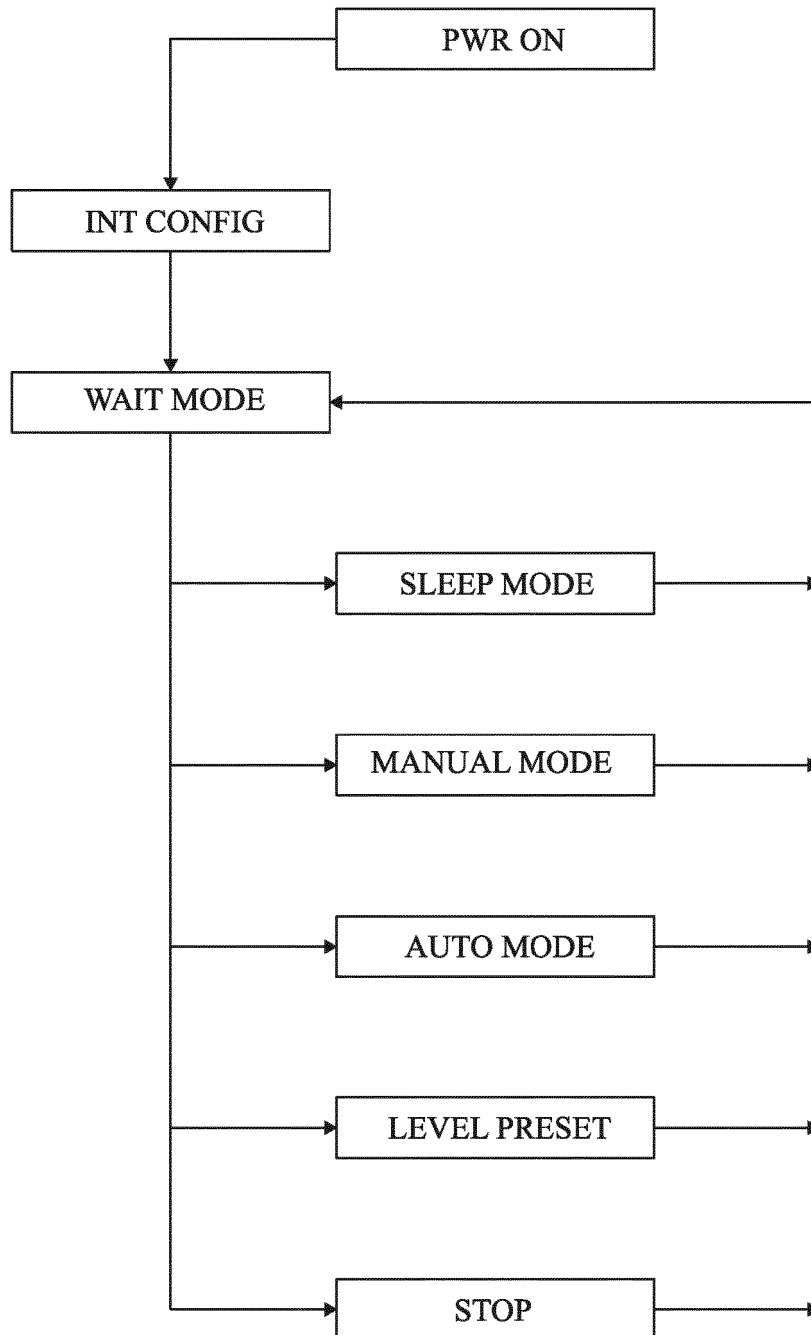 PWR ON
INT CONFIG
WAIT MODE
SLEEP MODE
MANUAL MODE
AUTO MODE
LEVEL PRESET
STOP